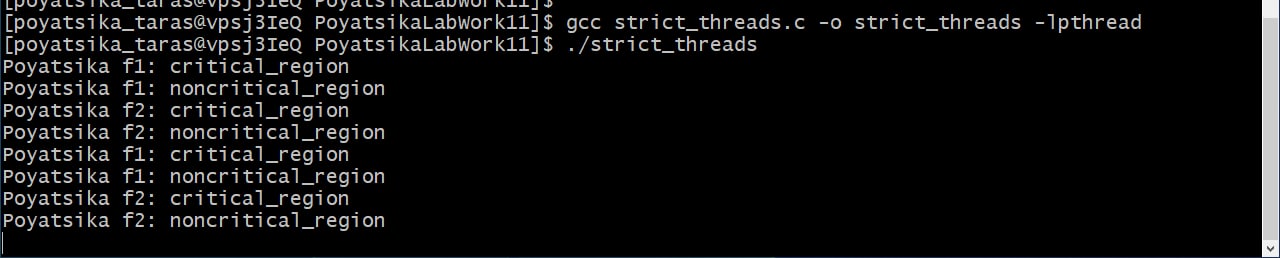 [poyatsika_taras@vpsj3IeQ PoyatsikaLabWork11]$
[poyatsika_taras@vpsj3IeQ PoyatsikaLabWork11]$ gcc strict_threads.c -o strict_threads -lpthread
[poyatsika_taras@vpsj3IeQ PoyatsikaLabWork11]$ ./strict_threads
Poyatsika f1: critical_region
Poyatsika f1: noncritical_region
Poyatsika f2: critical_region
Poyatsika f2: noncritical_region
Poyatsika f1: critical_region
Poyatsika f1: noncritical_region
Poyatsika f2: critical_region
Poyatsika f2: noncritical_region